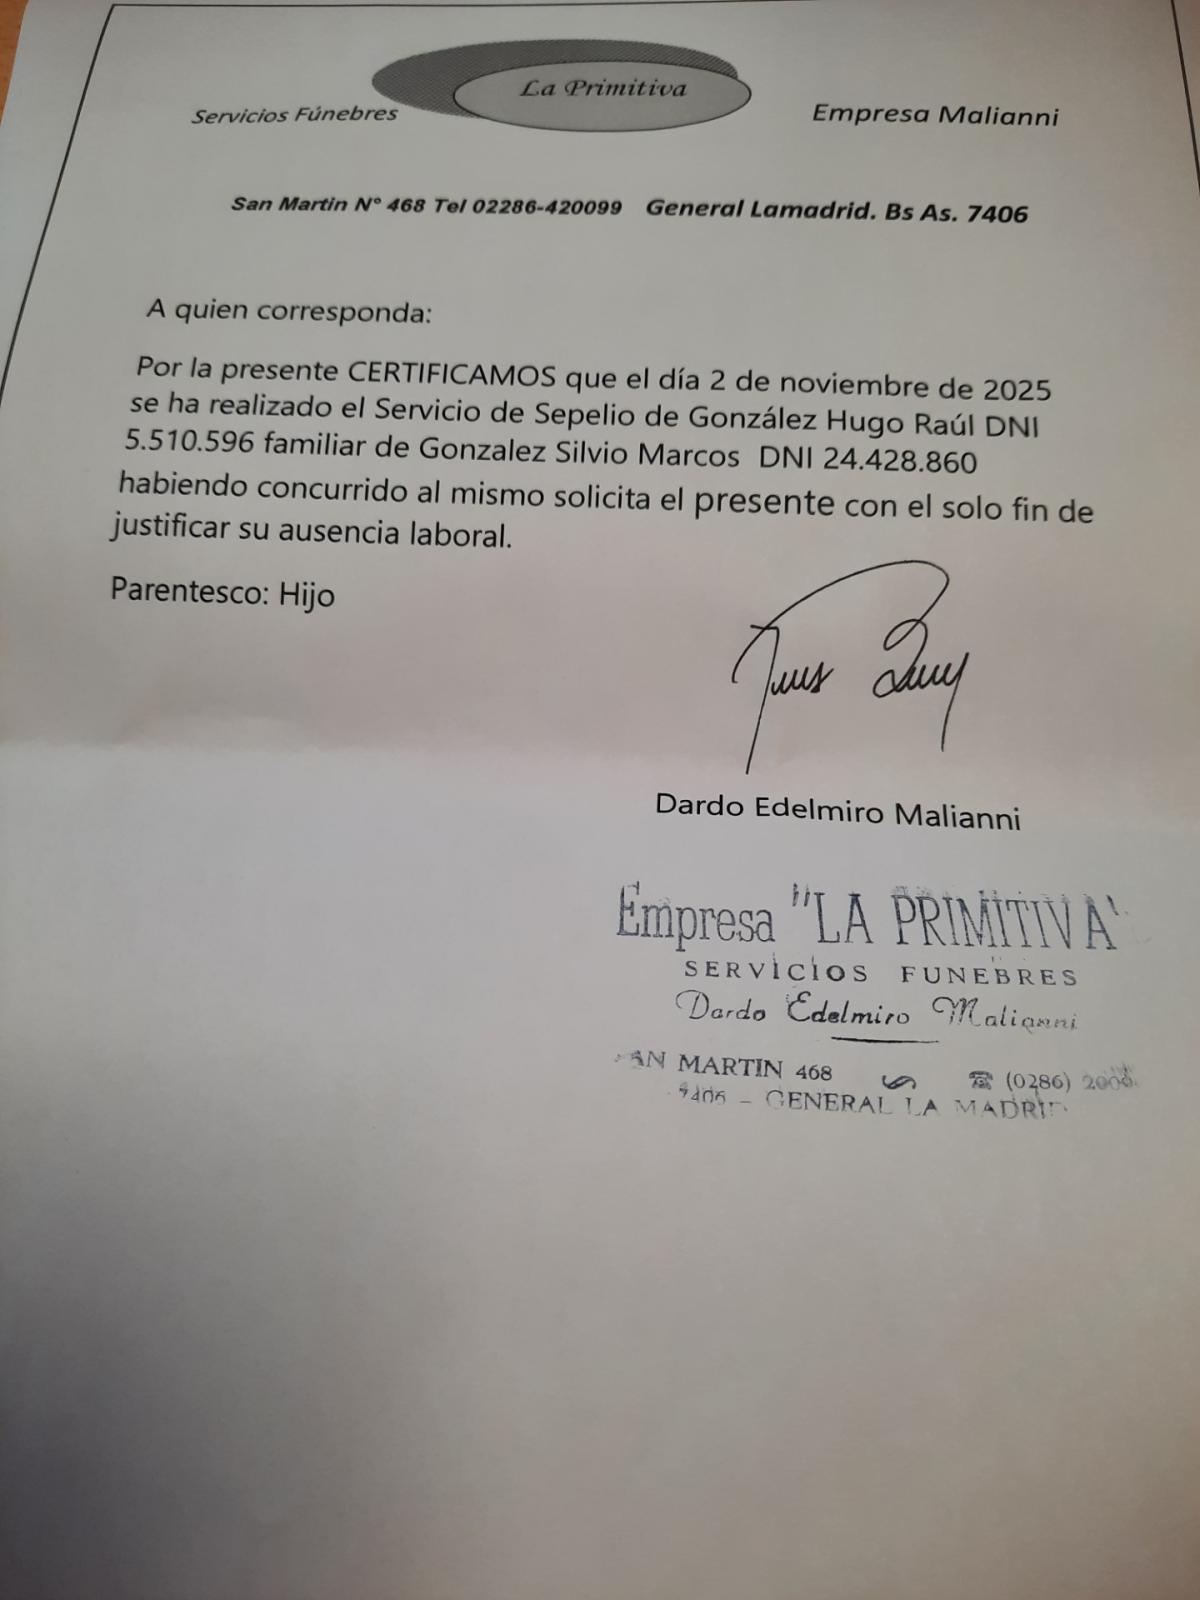 La Primitiva
Servicios Fúnebres
Empresa Malianni
San Martin N° 468 Tel 02286-420099 General Lamadrid. Bs As. 7406
A quien corresponda:
Por la presente CERTIFICAMOS que el día 2 de noviembre de 2025
se ha realizado el Servicio de Sepelio de González Hugo Raúl DNI
5.510.596 familiar de Gonzalez Silvio Marcos DNI 24.428.860
habiendo concurrido al mismo solicita el presente con el solo fin de
justificar su ausencia laboral.
Parentesco: Hijo
Dardo Edelmiro Malianni
Empresa "LA PRIMITIVA"
SERVICIOS FUNEBRES
Dardo Edelmiro Malianni
AN MARTIN 468 ☎ (0286)
– GENERAL LA MADRID